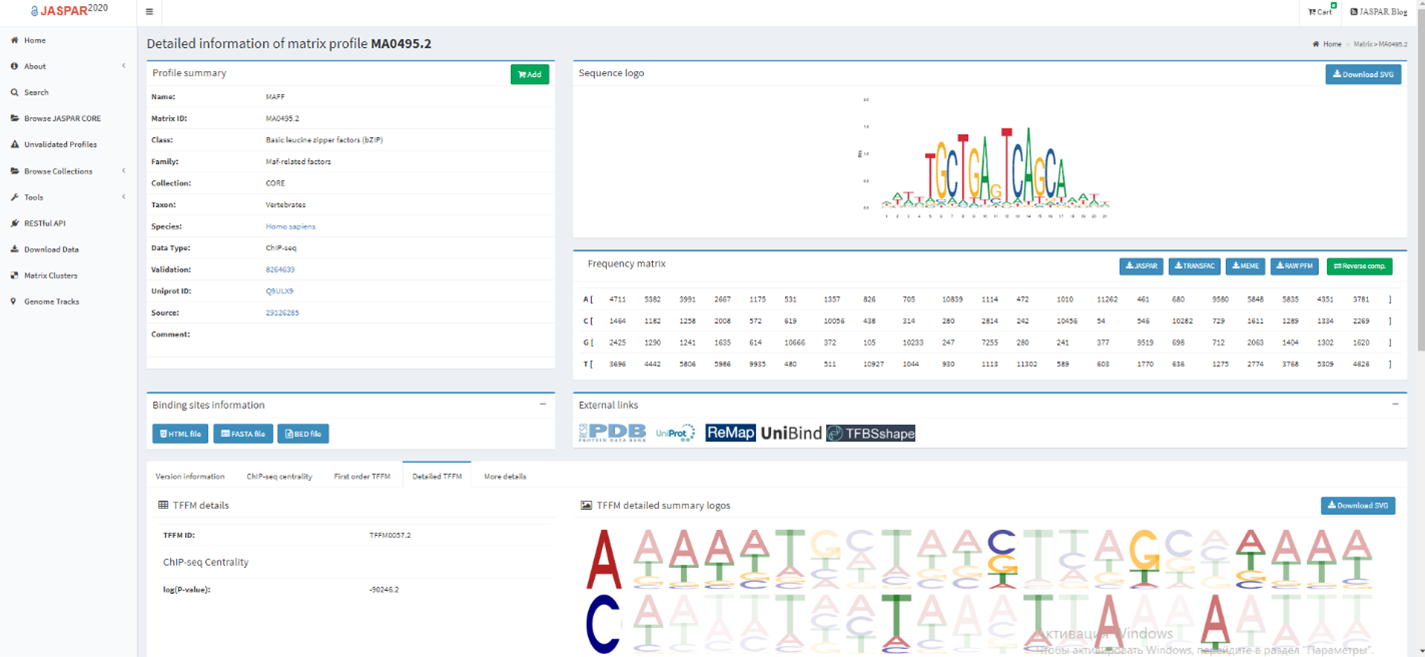 JASPAR2020
Cart
JASPAR Blog
Home
About
Search
Browse JASPAR CORE
Unvalidated Profiles
Browse Collections
Tools
RESTful API
Download Data
Matrix Clusters
Genome Tracks
Detailed information of matrix profile MA0495.2
Home > Matrix > MA0495.2
Profile summary
Add
Name: MAFF
Matrix ID: MA0495.2
Class: Basic leucine zipper factors (bZIP)
Family: Maf-related factors
Collection: CORE
Taxon: Vertebrates
Species: Homo sapiens
Data Type: ChIP-seq
Validation: 8264639
Uniprot ID: Q9ULX9
Source: 29126285
Comment:
Sequence logo
Download SVG
Frequency matrix
JASPAR
TRANSFAC
MEME
RAW PFM
Reverse comp.
A [ 4711 5382 3991 2667 1175 531 1357 826 705 10839 1114 472 1010 11262 461 680 9580 5848 5835 4351 3781 ]
C [ 1464 1182 1258 2008 572 619 10056 438 314 280 2814 242 10456 54 546 10282 729 1611 1289 1334 2269 ]
G [ 2425 1290 1241 1635 614 10666 372 105 10233 247 7255 280 241 377 9519 698 712 2063 1404 1302 1620 ]
T [ 3696 4442 5806 5986 9935 480 511 10927 1044 930 1113 11302 589 603 1770 636 1275 2774 3768 5309 4626 ]
Binding sites information
HTML file
FASTA file
BED file
External links
RCSB PDB
PROTEIN DATA BANK
UniProt
ReMap
UniBind
TFBSshape
Version information
ChIP-seq centrality
First order TFFM
Detailed TFFM
More details
TFFM details
TFFM ID: TFFM0057.2
ChIP-seq Centrality
log(P-value): -90246.2
TFFM detailed summary logos
Download SVG
Активация Windows
Чтобы активировать Windows, перейдите в раздел "Параметры".